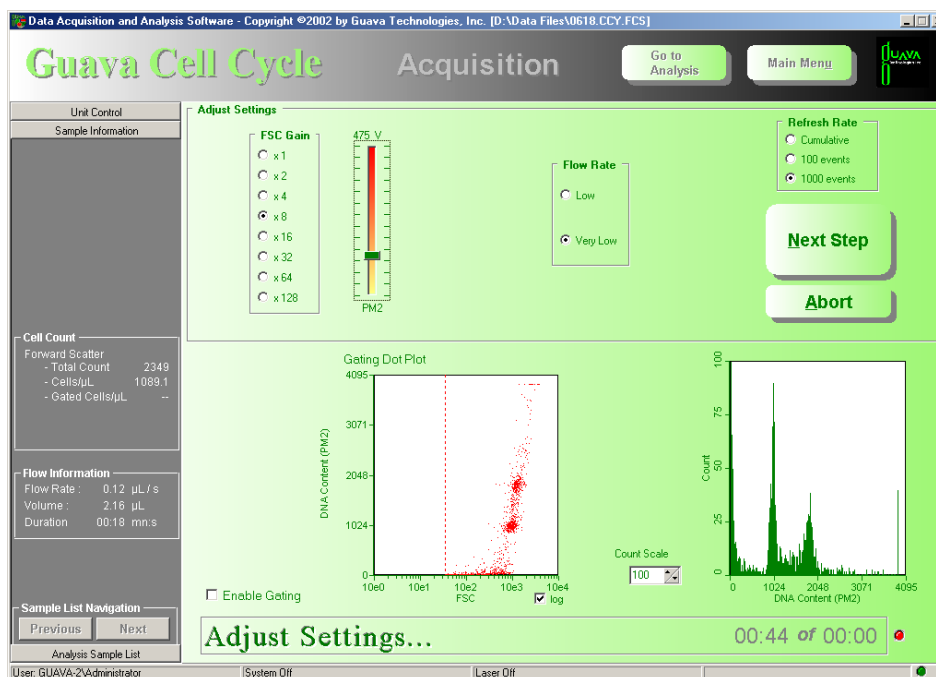 Data Acquisition and Analysis Software - Copyright ©2002 by Guava Technologies, Inc. [D:\Data Files\0618.CCY.FCS]
Guava Cell Cycle
Acquisition
Go to
Analysis
Main Menu
GUAVA
Unit Control
Sample Information
Adjust Settings
FSC Gain
x 1
x 2
x 4
x 8
x 16
x 32
x 64
x 128
475 V
PM2
Flow Rate
Low
Very Low
Refresh Rate
Cumulative
100 events
1000 events
Next Step
Abort
Cell Count
Forward Scatter
- Total Count 2349
- Cells/µL 1089.1
- Gated Cells/µL --
Flow Information
Flow Rate : 0.12 µL / s
Volume : 2.16 µL
Duration 00:18 mn:s
Sample List Navigation
Previous Next
Analysis Sample List
Gating Dot Plot
4095
3071
2048
1024
0
DNA Content (PM2)
10e0 10e1 10e2 10e3 10e4
FSC
log
Enable Gating
Count Scale
100
100
75
50
25
0
Count
0 1024 2048 3071 4095
DNA Content (PM2)
Adjust Settings... 00:44 of 00:00
User: GUAVA-2\Administrator System Off Laser Off